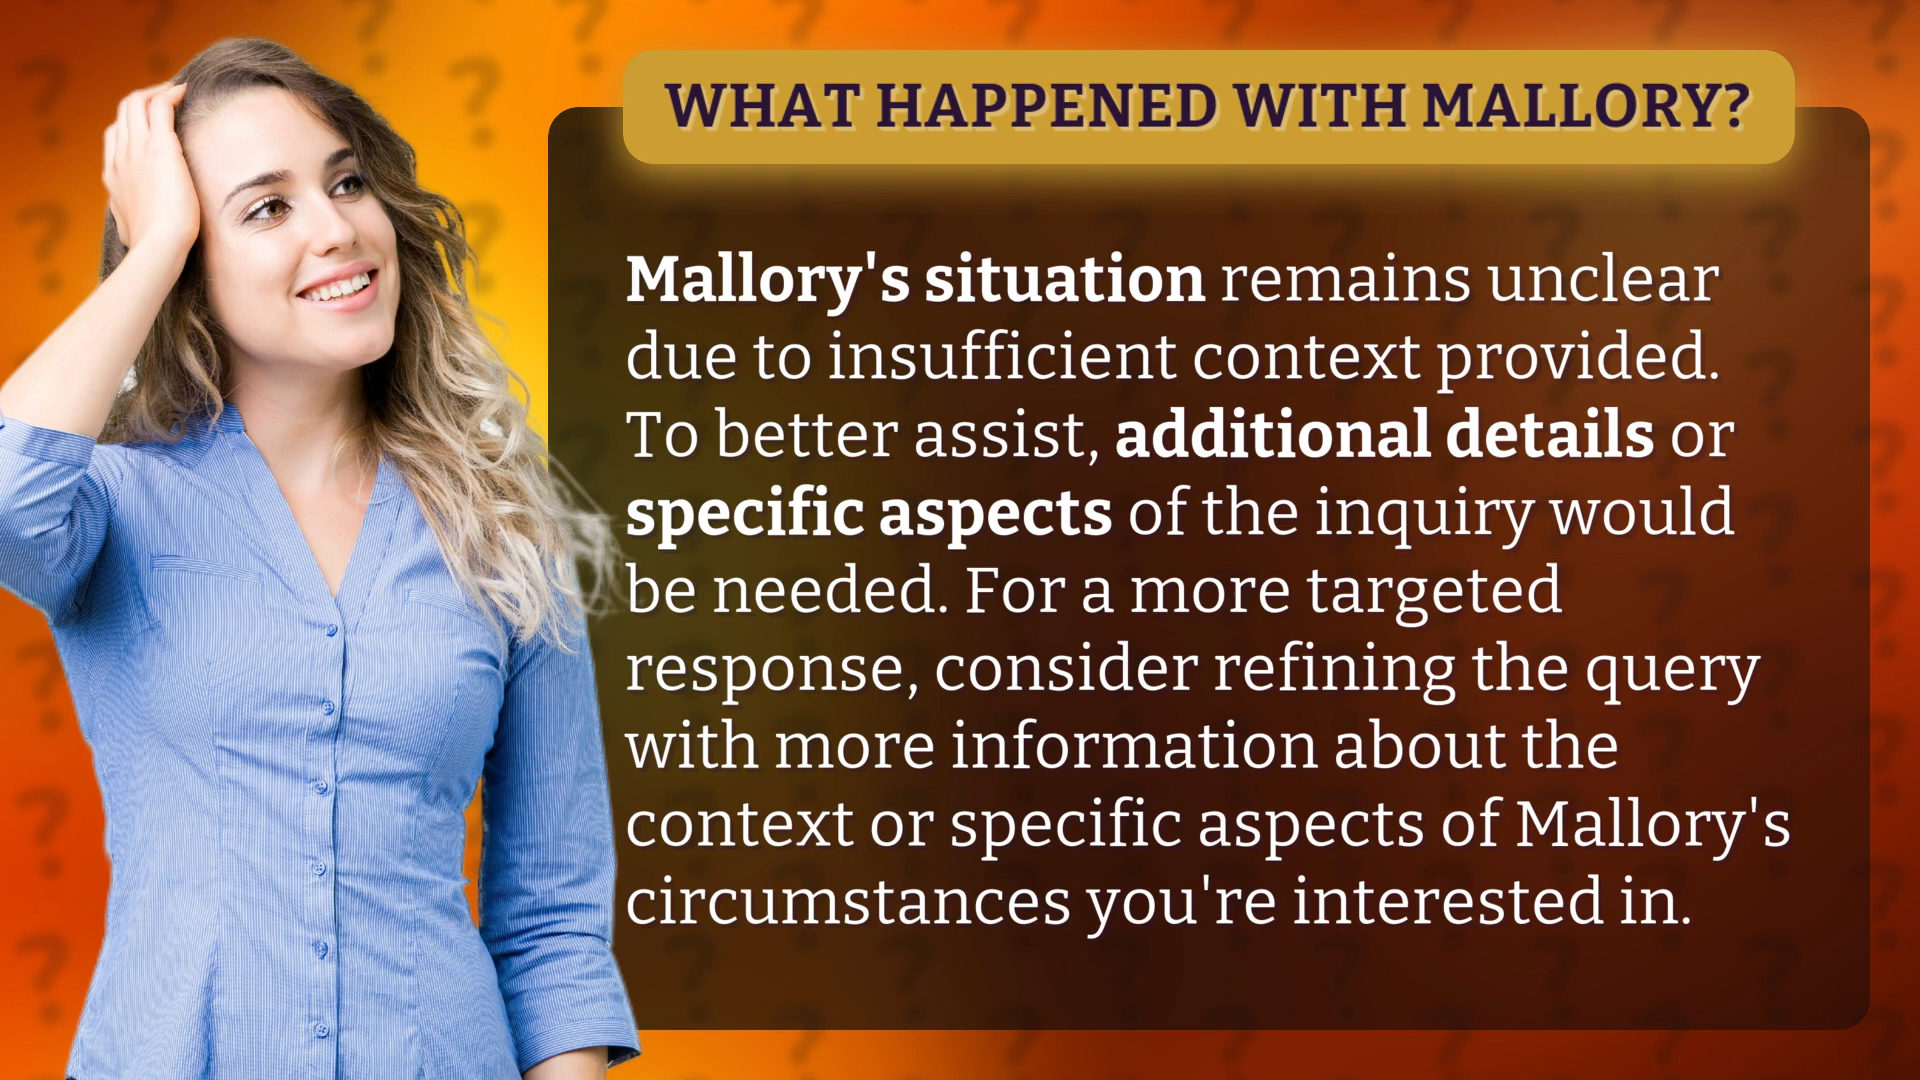 WHAT HAPPENED WITH MALLORY?
Mallory's situation remains unclear
due to insufficient context provided.
To better assist, additional details or
specific aspects of the inquiry would
be needed. For a more targeted
response, consider refining the query
with more information about the
context or specific aspects of Mallory's
circumstances you're interested in.